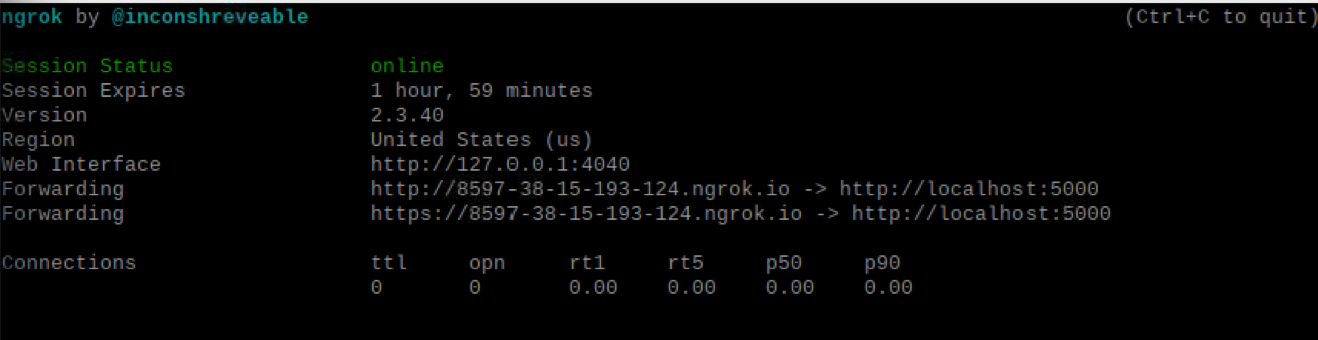 ngrok by @inconshreveable (Ctrl+C to quit)
Session Status online
Session Expires 1 hour, 59 minutes
Version 2.3.40
Region United States (us)
Web Interface http://127.0.0.1:4040
Forwarding http://8597-38-15-193-124.ngrok.io -> http://localhost:5000
Forwarding https://8597-38-15-193-124.ngrok.io -> http://localhost:5000
Connections ttl opn rt1 rt5 p50 p90
0 0 0.00 0.00 0.00 0.00